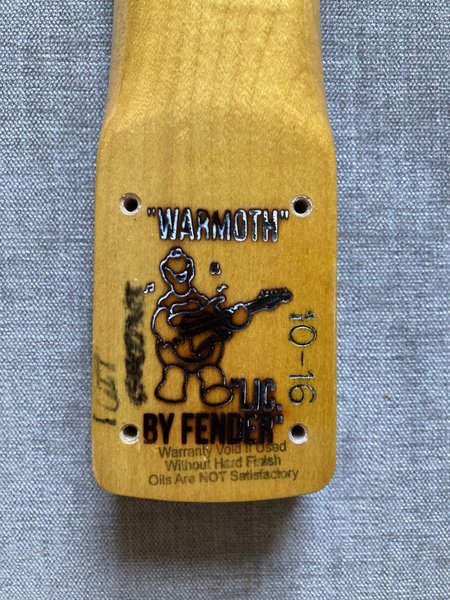 "WARMOTH"
10-16
"LIC.
BY FENDER"
Warranty Void If Used
Without Hard Finish
Oils Are NOT Satisfactory